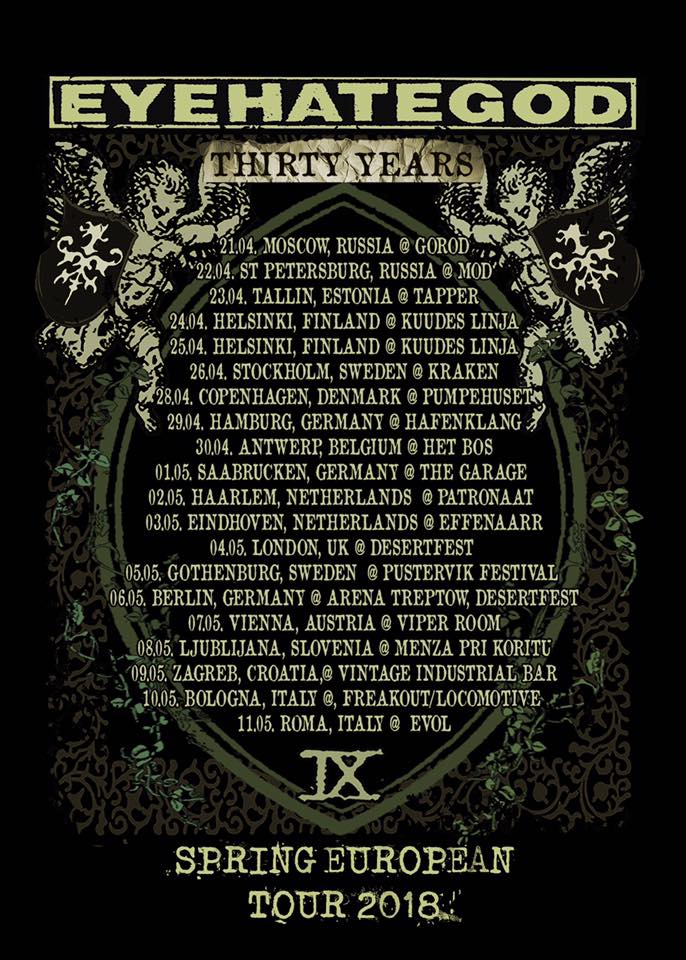 EYEHATEGOD
THIRTY YEARS
21.04. MOSCOW, RUSSIA @ GOROD
22.04. ST PETERSBURG, RUSSIA @ MOD
23.04. TALLIN, ESTONIA @ TAPPER
24.04. HELSINKI, FINLAND @ KUUDES LINJA
25.04. HELSINKI, FINLAND @ KUUDES LINJA
26.04. STOCKHOLM, SWEDEN @ KRAKEN
28.04. COPENHAGEN, DENMARK @ PUMPEHUSET
29.04. HAMBURG, GERMANY @ HAFENKLANG
30.04. ANTWERP, BELGIUM @ HET BOS
01.05. SAABRUCKEN, GERMANY @ THE GARAGE
02.05. HAARLEM, NETHERLANDS @ PATRONAAT
03.05. EINDHOVEN, NETHERLANDS @ EFFENAARR
04.05. LONDON, UK @ DESERTFEST
05.05. GOTHENBURG, SWEDEN @ PUSTERVIK FESTIVAL
06.05. BERLIN, GERMANY @ ARENA TREPTOW, DESERTFEST
07.05. VIENNA, AUSTRIA @ VIPER ROOM
08.05. LJUBLIJANA, SLOVENIA @ MENZA PRI KORITU
09.05. ZAGREB, CROATIA,@ VINTAGE INDUSTRIAL BAR
10.05. BOLOGNA, ITALY @, FREAKOUT/LOCOMOTIVE
11.05. ROMA, ITALY @ EVOL
IX
SPRING EUROPEAN
TOUR 2018